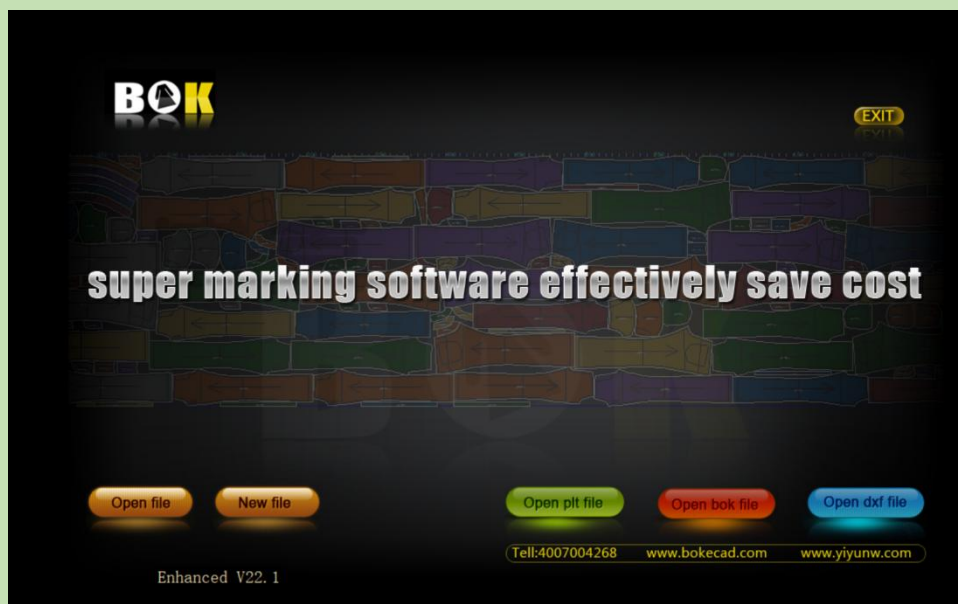 BOK
EXIT
super marking software effectively save cost
Open file
New file
Open plt file
Open bok file
Open dxf file
Tell:4007004268 www.bokecad.com www.yiyunw.com
Enhanced V22.1